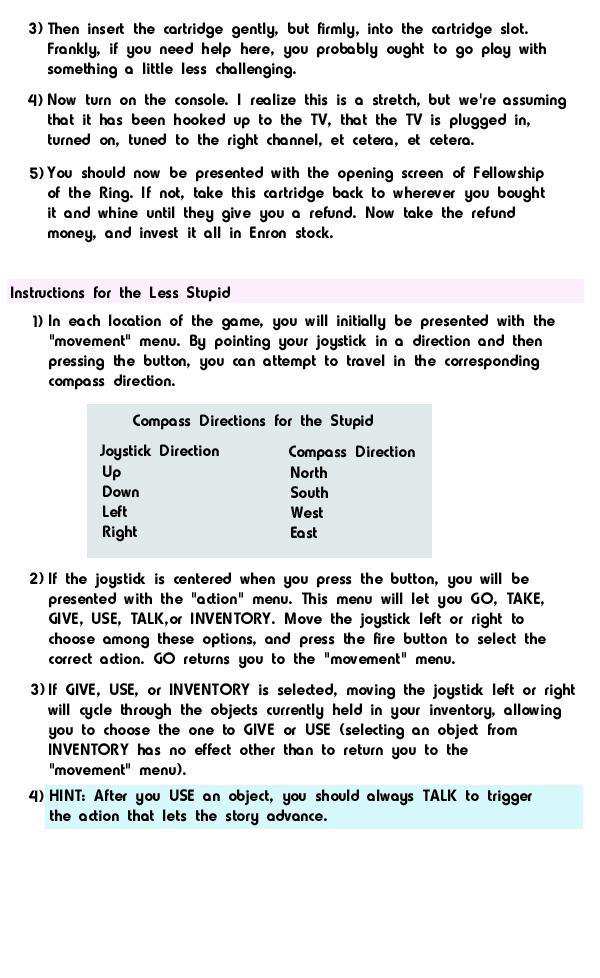 3) Then insert the cartridge gently, but firmly, into the cartridge slot.
Frankly, if you need help here, you probably ought to go play with
something a little less challenging.
4) Now turn on the console. I realize this is a stretch, but we're assuming
that it has been hooked up to the TV, that the TV is plugged in,
turned on, tuned to the right channel, et cetera, et cetera.
5) You should now be presented with the opening screen of Fellowship
of the Ring. If not, take this cartridge back to wherever you bought
it and whine until they give you a refund. Now take the refund
money, and invest it all in Enron stock.
Instructions for the Less Stupid
1) In each location of the game, you will initially be presented with the
"movement" menu. By pointing your joystick in a direction and then
pressing the button, you can attempt to travel in the corresponding
compass direction.
Compass Directions for the Stupid
Joystick Direction Compass Direction
Up North
Down South
Left West
Right East
2) If the joystick is centered when you press the button, you will be
presented with the "action" menu. This menu will let you GO, TAKE,
GIVE, USE, TALK,or INVENTORY. Move the joystick left or right to
choose among these options, and press the fire button to select the
correct action. GO returns you to the "movement" menu.
3) If GIVE, USE, or INVENTORY is selected, moving the joystick left or right
will cycle through the objects currently held in your inventory, allowing
you to choose the one to GIVE or USE (selecting an object from
INVENTORY has no effect other than to return you to the
"movement" menu).
4) HINT: After you USE an object, you should always TALK to trigger
the action that lets the story advance.